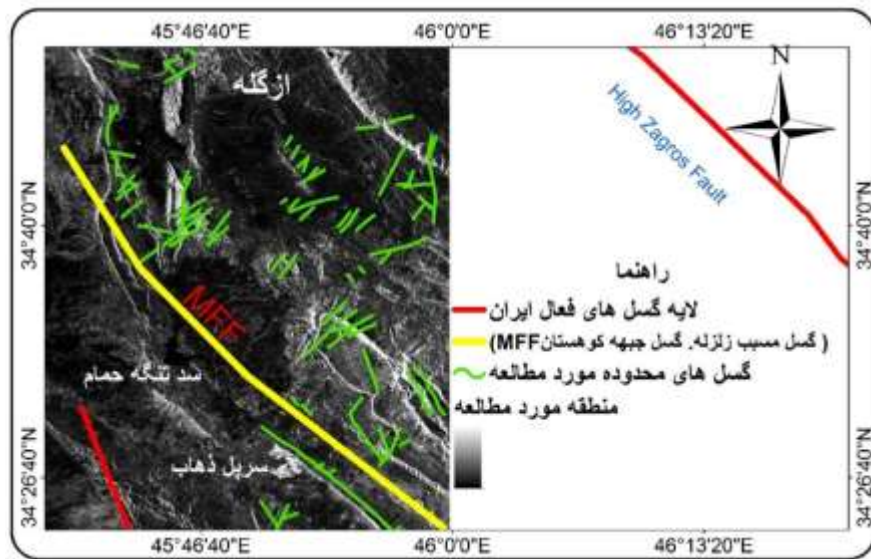 45°46'40"E 46°0'0"E 46°13'20"E
ازگله
N
High Zagros Fault
34°40'0"N
34°40'0"N
MFF
راهنما
لایه گسل های فعال ایران
( گسل مسبب زلزله. گسل جبهه کوهستانMFF)
گسل های محدوده مورد مطالعه
منطقه مورد مطالعه
سد تنگه حمام
سرپل ذهاب
34°26'40"N
34°26'40"N
45°46'40"E 46°0'0"E 46°13'20"E